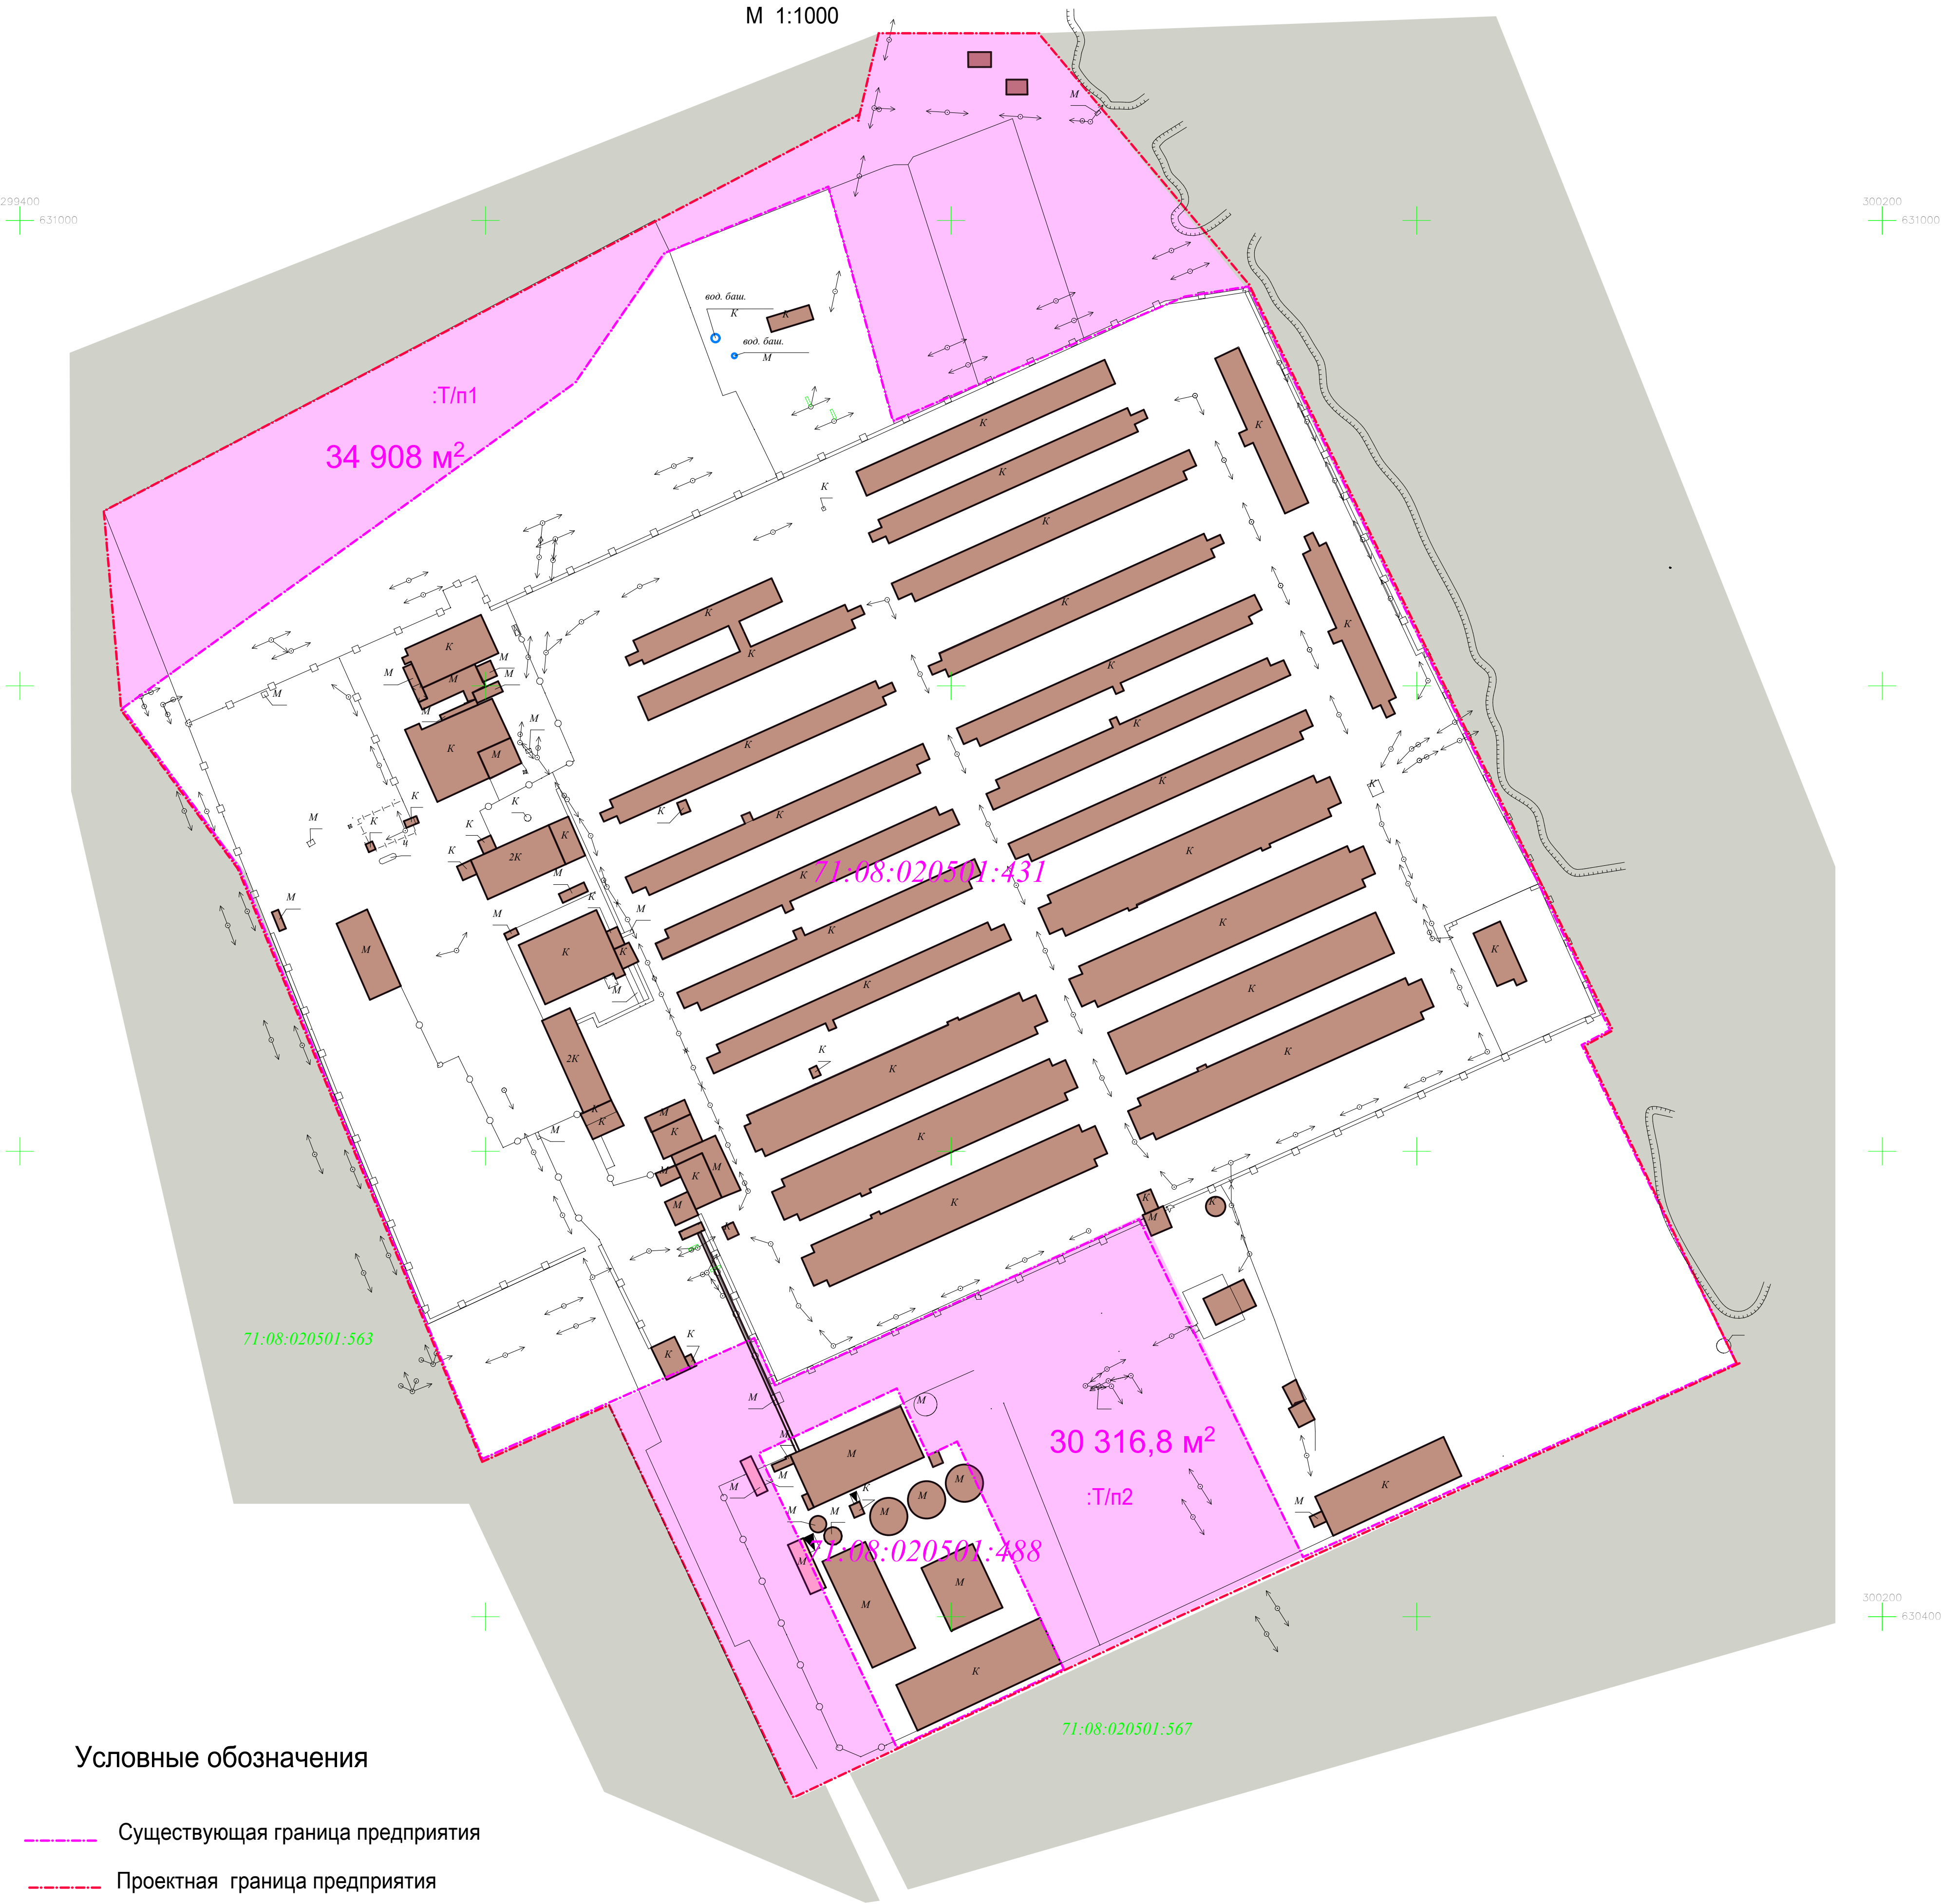 М 1:1000
299400
631000
300200
631000
вод. баш.
К
К
вод. баш.
М
:Т/п1
34 908 м²
М
К
К
К
К
К
К
К
К
К
К
К
М
М
М
М
М
К
М
М
К
К
К
К
К
М
К
К
ц
К
К
2К
К
К
К
К
71:08:020501:431
К
М
М
М
М
К
К
К
М
К
К
К
М
2К
К
К
К
К
К
К
М
М
К
М
К
М
К
М
К
К
К
К
М
К
71:08:020501:563
К
К
М
М
30 316,8 м²
:Т/п2
М
М
М
М
К
М
М
М
М
М
К
М
М
71:08:020501:488
М
М
К
300200
630400
71:08:020501:567
Условные обозначения
Существующая граница предприятия
Проектная граница предприятия